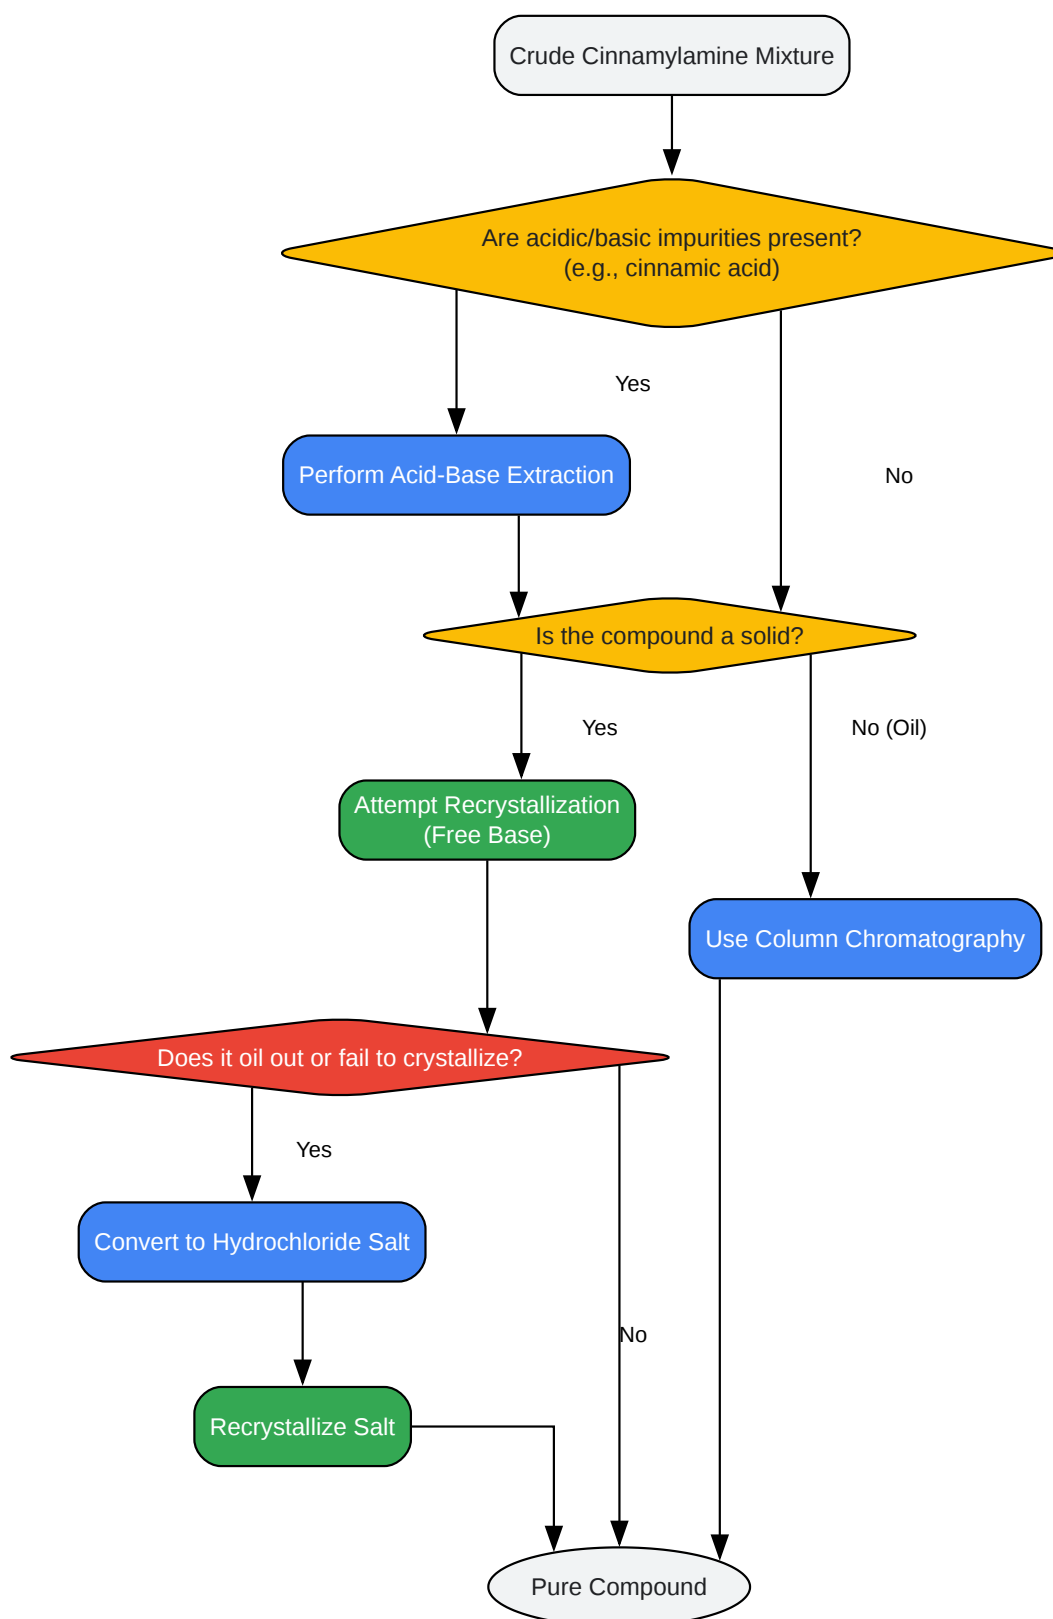 Crude Cinnamylamine Mixture
Are acidic/basic impurities present?
(e.g., cinnamic acid)
Yes
Perform Acid-Base Extraction
No
Is the compound a solid?
Yes
No (Oil)
Attempt Recrystallization
(Free Base)
Use Column Chromatography
Does it oil out or fail to crystallize?
Yes
Convert to Hydrochloride Salt
No
Recrystallize Salt
Pure Compound